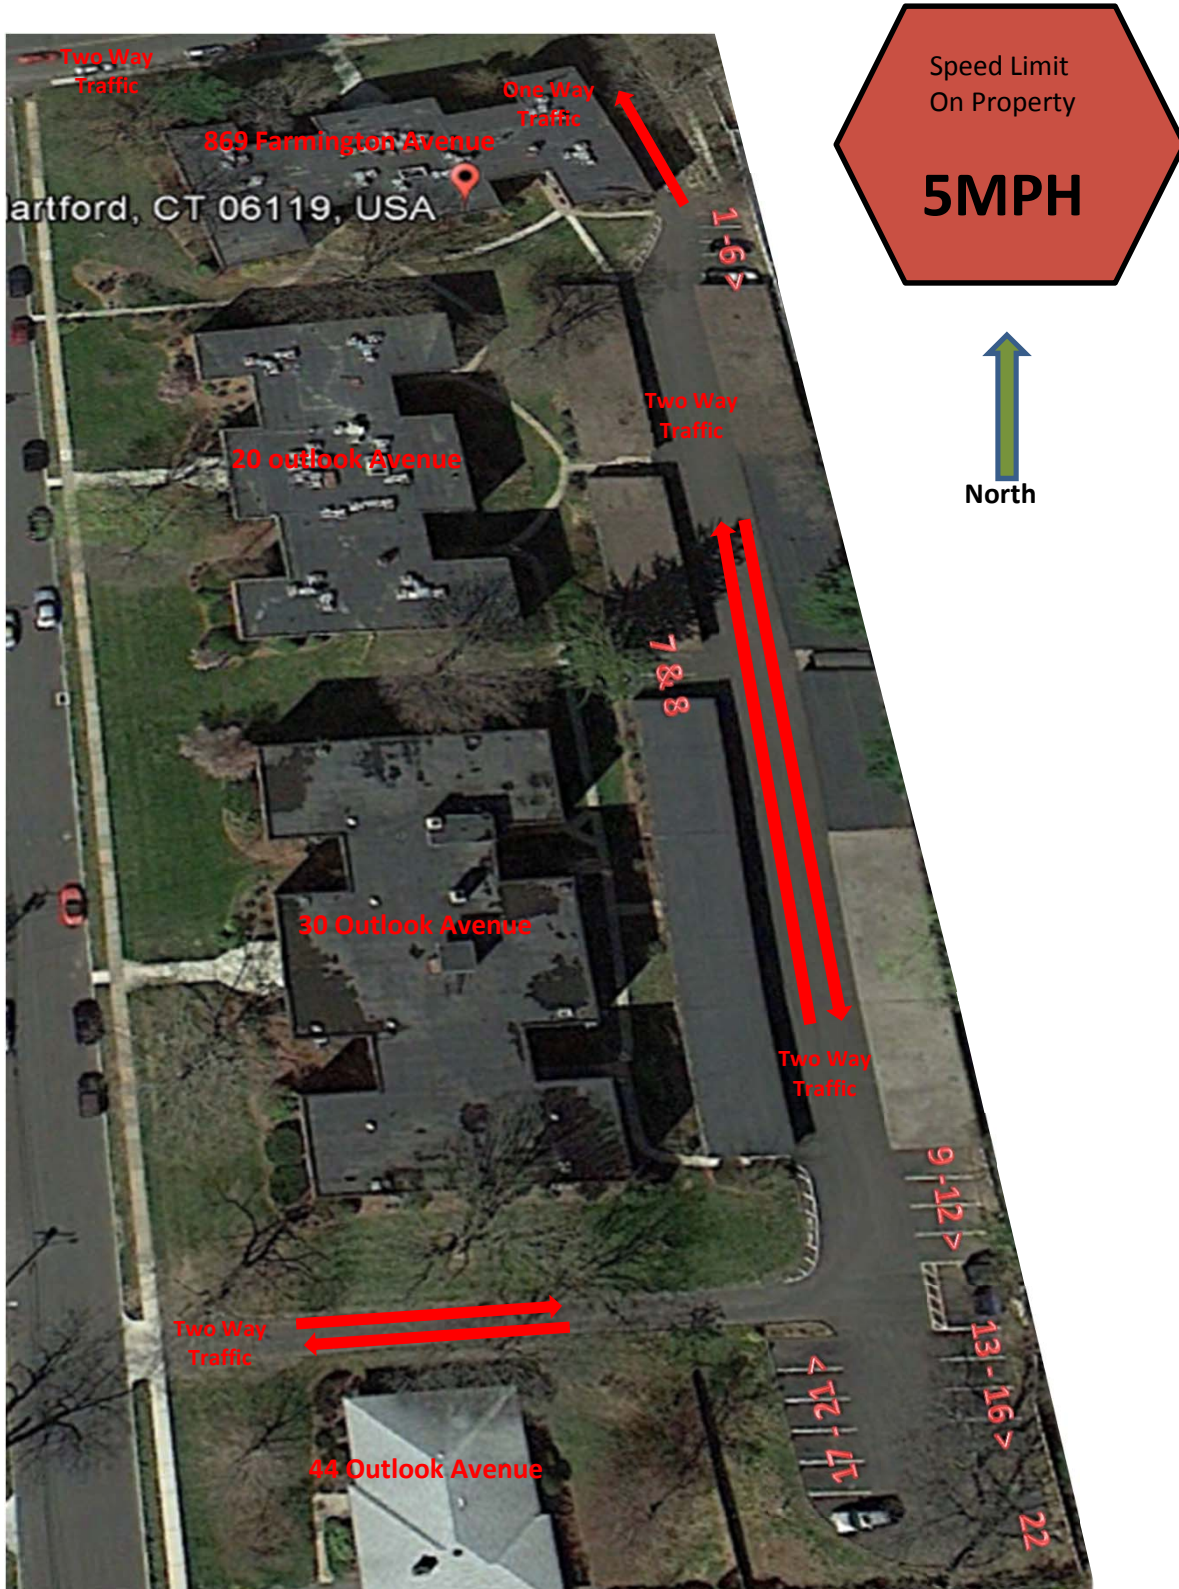 Two Way
Traffic
One Way
Traffic
869 Farmington Avenue
lartford, CT 06119, USA
Speed Limit
On Property
5MPH
1 -6 >
North
Two Way
Traffic
20 outlook Avenue
7 & 8
30 Outlook Avenue
Two Way
Traffic
9 -12 >
Two Way
Traffic
13 - 16 >
17 - 21 >
44 Outlook Avenue
22